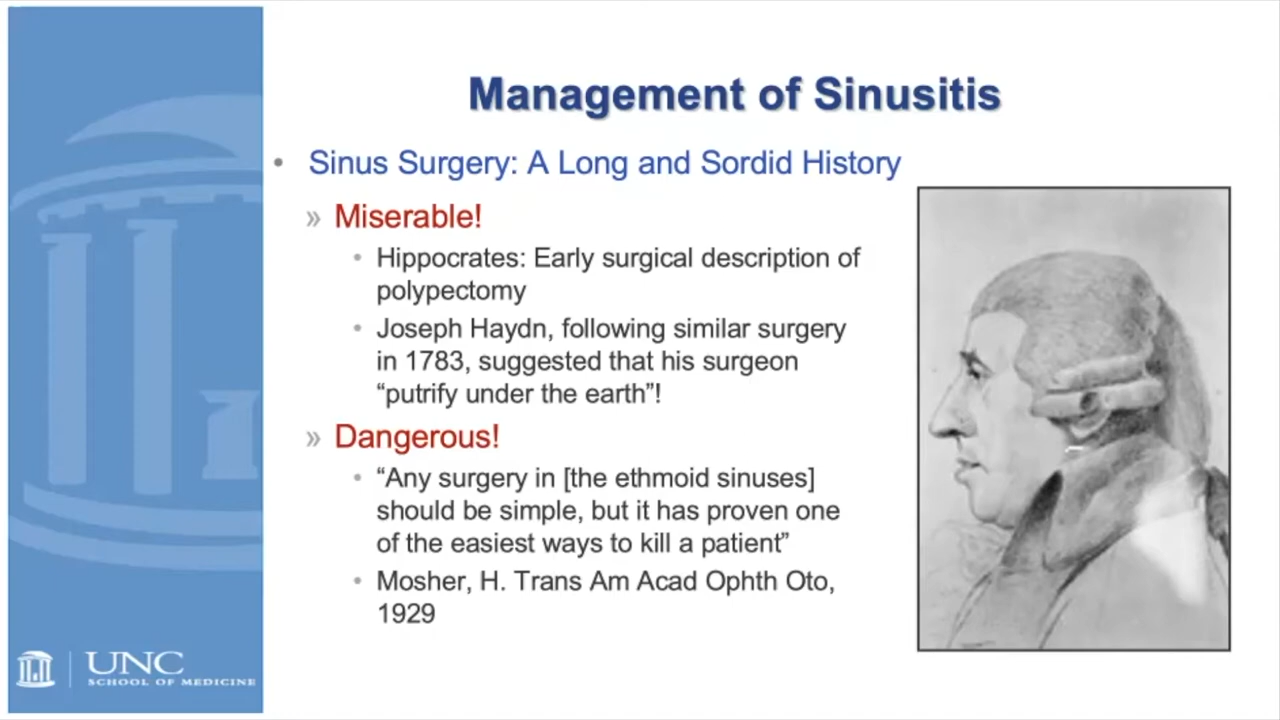 Management of Sinusitis
• Sinus Surgery: A Long and Sordid History
» Miserable!
• Hippocrates: Early surgical description of
polypectomy
• Joseph Haydn, following similar surgery
in 1783, suggested that his surgeon
“putrify under the earth”!
» Dangerous!
• “Any surgery in [the ethmoid sinuses]
should be simple, but it has proven one
of the easiest ways to kill a patient”
• Mosher, H. Trans Am Acad Ophth Oto,
1929
UNC
SCHOOL OF MEDICINE